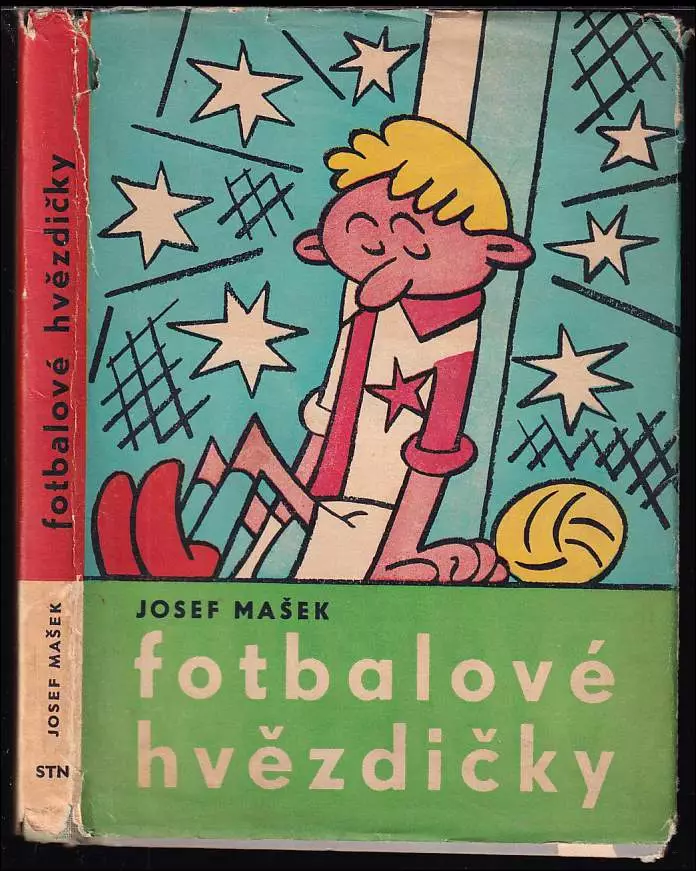 fotbalové hvězdičky
JOSEF MAŠEK
STN
JOSEF MAŠEK
fotbalové
hvězdičky